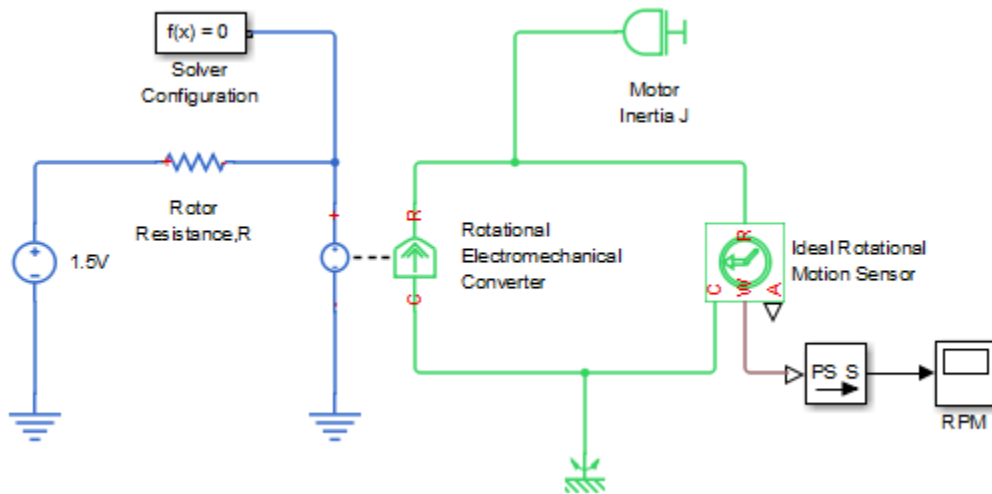 f(x) = 0
Solver
Configuration
Motor
Inertia J
+
Rotor
Resistance,R
+
-
1.5V
+
-
+
-
R
C
Rotational
Electromechanical
Converter
R
C
W
A
Ideal Rotational
Motion Sensor
PS S
RPM